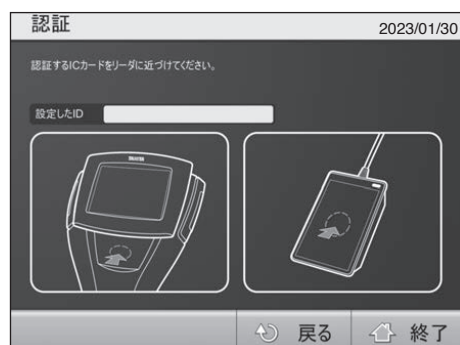 認証
2023/01/30
認証するICカードをリーダに近づけてください。
設定したID
TANITA
戻る
終了